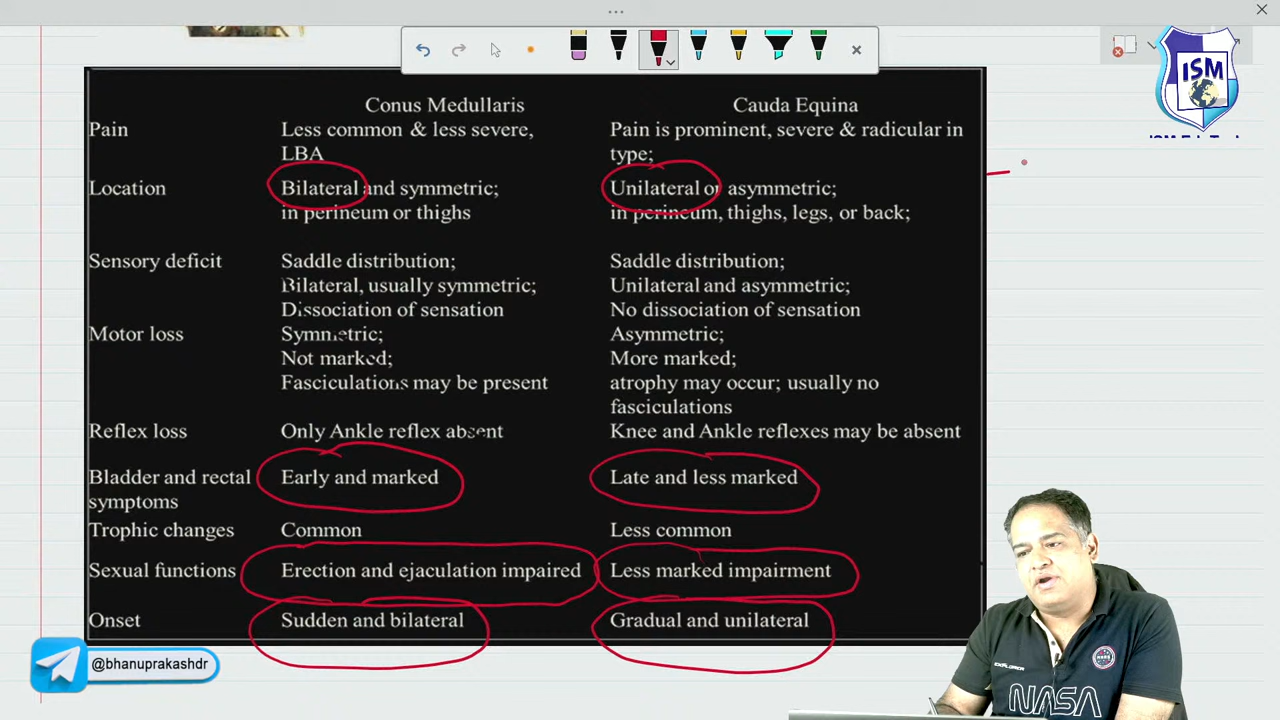 ISM
Conus Medullaris Cauda Equina
Pain Less common & less severe, Pain is prominent, severe & radicular in
LBA type;
Location Bilateral and symmetric; Unilateral or asymmetric;
in perineum or thighs in perineum, thighs, legs, or back;
Sensory deficit Saddle distribution; Saddle distribution;
Bilateral, usually symmetric; Unilateral and asymmetric;
Dissociation of sensation No dissociation of sensation
Motor loss Symmetric; Asymmetric;
Not marked; More marked;
Fasciculations may be present atrophy may occur; usually no
fasciculations
Reflex loss Only Ankle reflex absent Knee and Ankle reflexes may be absent
Bladder and rectal Early and marked Late and less marked
symptoms
Trophic changes Common Less common
Sexual functions Erection and ejaculation impaired Less marked impairment
Onset Sudden and bilateral Gradual and unilateral
@bhanuprakashdr
EXPLORER
NASA